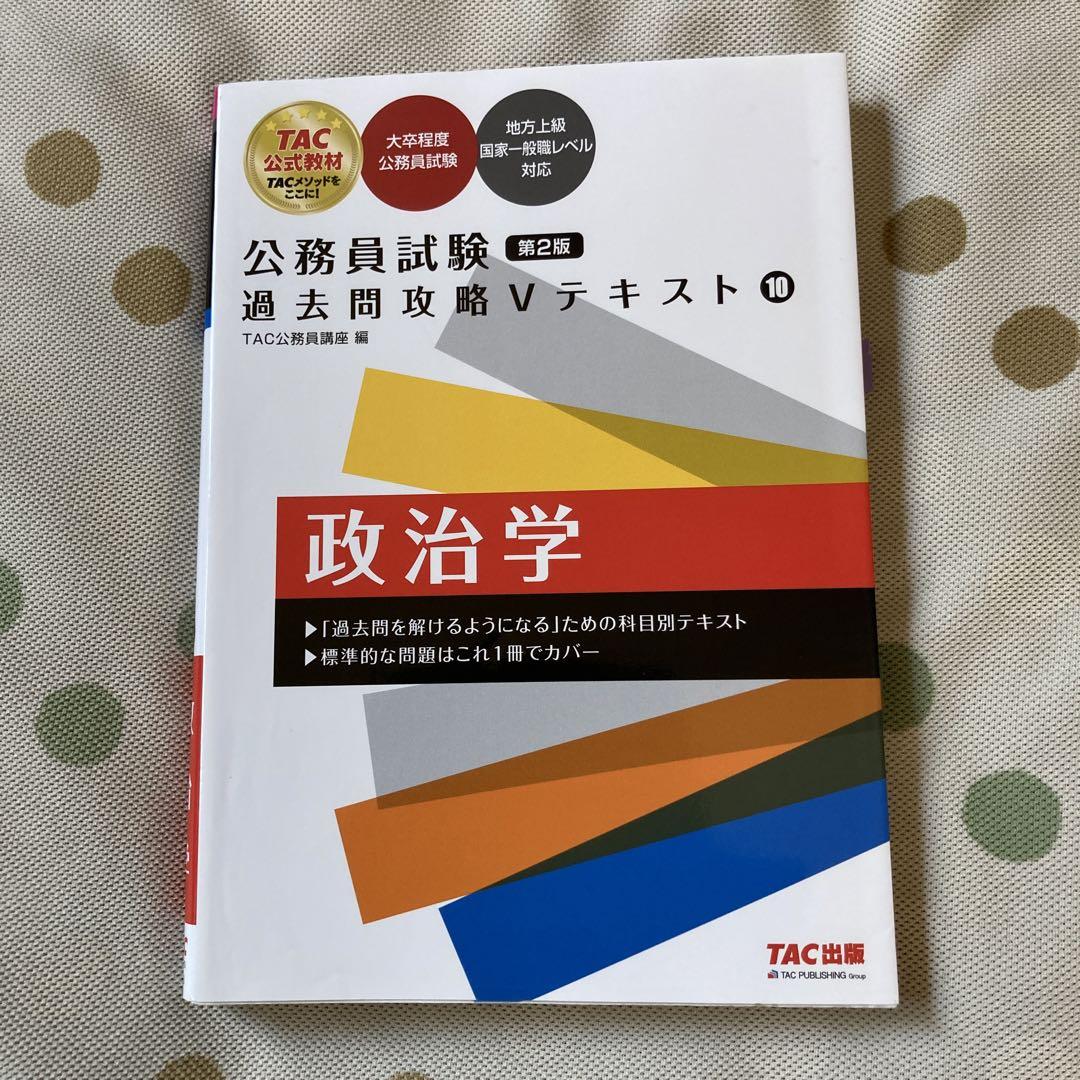 TAC
公式教材
TACメソッドを
ここに!
大卒程度
公務員試験
地方上級
国家一般職レベル
対応
公務員試験 第2版
過去問攻略Vテキスト 10
TAC公務員講座 編
政治学
▶「過去問を解けるようになる」ための科目別テキスト
▶標準的な問題はこれ1冊でカバー
TAC出版
TAC PUBLISHING Group